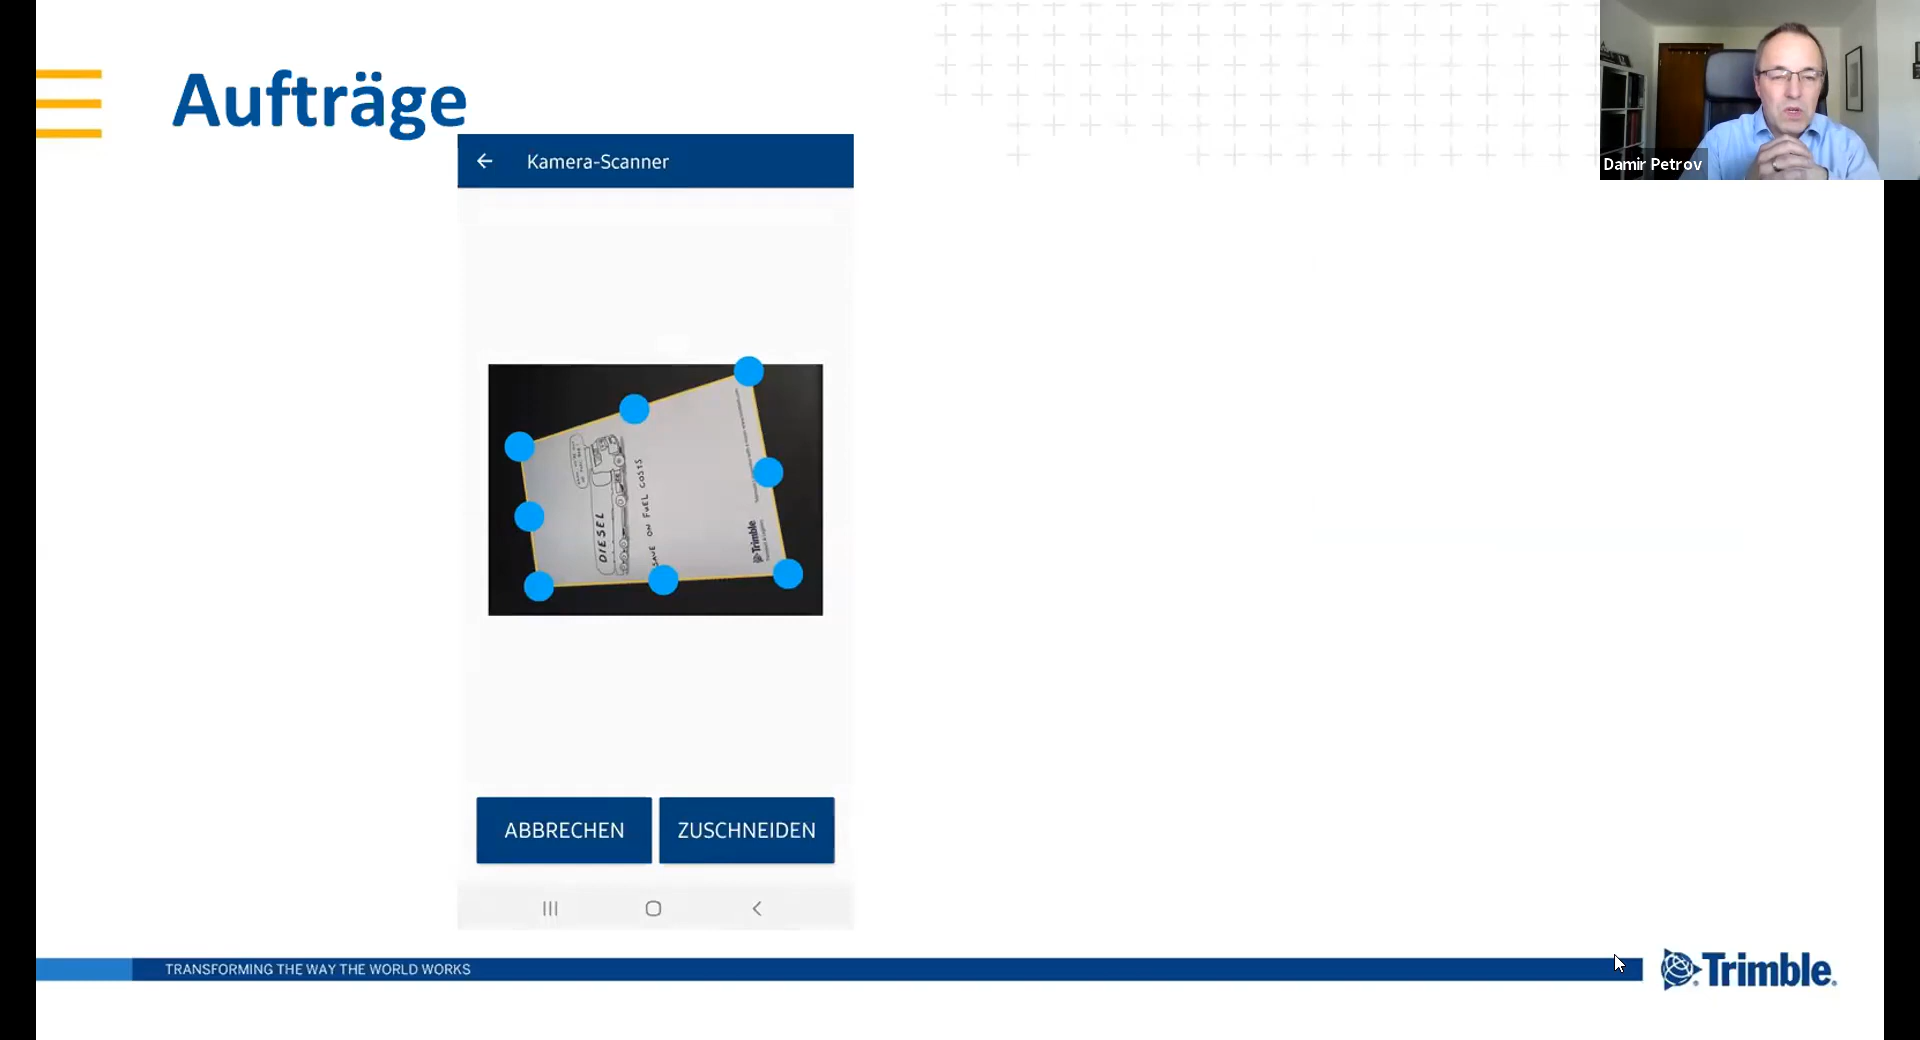 Aufträge
Kamera-Scanner
DIESEL
SAVE ON FUEL COSTS
Trimble
ABBRECHEN
ZUSCHNEIDEN
Damir Petrov
TRANSFORMING THE WAY THE WORLD WORKS
Trimble